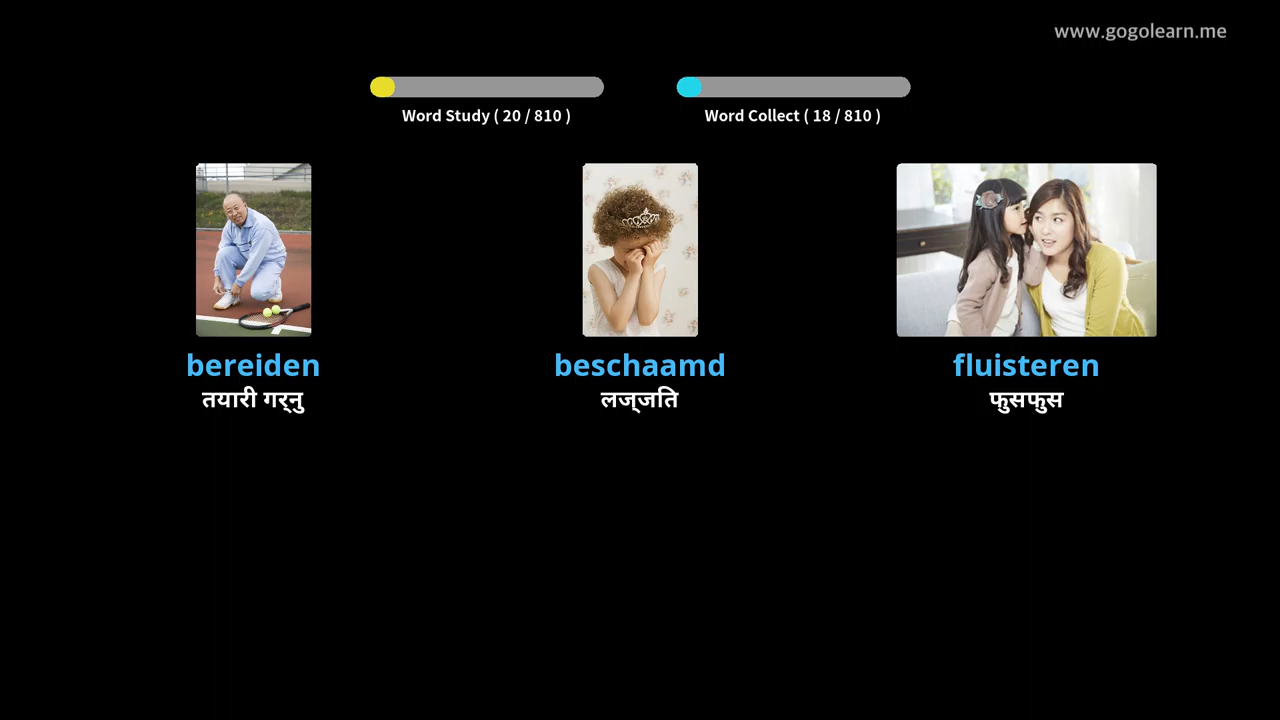 www.gogolearn.me
Word Study ( 20 / 810 )
Word Collect ( 18 / 810 )
bereiden
beschaamd
fluisteren
तयारी गर्नु
लज्जति
फुसफुस